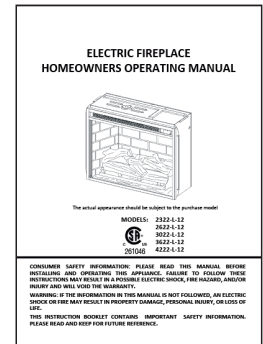 ELECTRIC FIREPLACE
HOMEOWNERS OPERATING MANUAL
The actual appearance should be subject to the purchase model
MODELS: 2322-L-12
2622-L-12
3022-L-12
3622-L-12
4222-L-12
C US
261046
CONSUMER SAFETY INFORMATION: PLEASE READ THIS MANUAL BEFORE
INSTALLING AND OPERATING THIS APPLIANCE. FAILURE TO FOLLOW THESE
INSTRUCTIONS MAY RESULT IN A POSSIBLE ELECTRIC SHOCK, FIRE HAZARD, AND/OR
INJURY AND WILL VOID THE WARRANTY.
WARNING: IF THE INFORMATION IN THIS MANUAL IS NOT FOLLOWED, AN ELECTRIC
SHOCK OR FIRE MAY RESULT IN PROPERTY DAMAGE, PERSONAL INJURY, OR LOSS OF
LIFE.
THIS INSTRUCTION BOOKLET CONTAINS IMPORTANT SAFETY INFORMATION.
PLEASE READ AND KEEP FOR FUTURE REFERENCE.